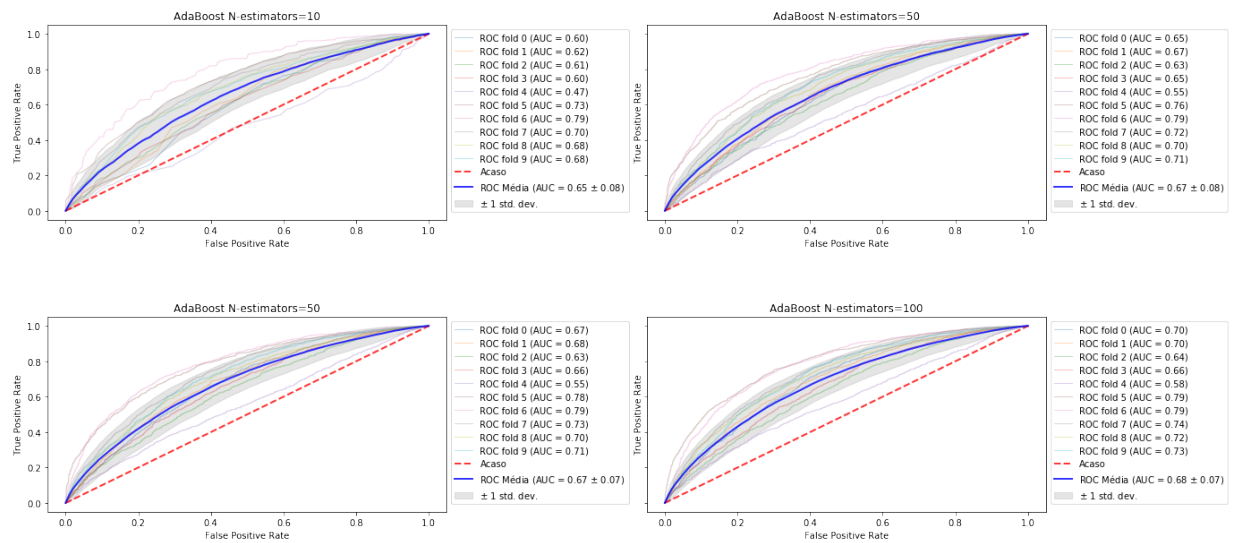 AdaBoost N-estimators=10
1.0
0.8
0.6
0.4
0.2
0.0
True Positive Rate
0.0 0.2 0.4 0.6 0.8 1.0
False Positive Rate
ROC fold 0 (AUC = 0.60)
ROC fold 1 (AUC = 0.62)
ROC fold 2 (AUC = 0.61)
ROC fold 3 (AUC = 0.60)
ROC fold 4 (AUC = 0.47)
ROC fold 5 (AUC = 0.73)
ROC fold 6 (AUC = 0.79)
ROC fold 7 (AUC = 0.70)
ROC fold 8 (AUC = 0.68)
ROC fold 9 (AUC = 0.68)
Acaso
ROC Média (AUC = 0.65 ± 0.08)
± 1 std. dev.
AdaBoost N-estimators=50
True Positive Rate
0.0 0.2 0.4 0.6 0.8 1.0
False Positive Rate
ROC fold 0 (AUC = 0.65)
ROC fold 1 (AUC = 0.67)
ROC fold 2 (AUC = 0.63)
ROC fold 3 (AUC = 0.65)
ROC fold 4 (AUC = 0.55)
ROC fold 5 (AUC = 0.76)
ROC fold 6 (AUC = 0.79)
ROC fold 7 (AUC = 0.72)
ROC fold 8 (AUC = 0.70)
ROC fold 9 (AUC = 0.71)
Acaso
ROC Média (AUC = 0.67 ± 0.08)
± 1 std. dev.
AdaBoost N-estimators=50
1.0
0.8
0.6
0.4
0.2
0.0
True Positive Rate
0.0 0.2 0.4 0.6 0.8 1.0
False Positive Rate
ROC fold 0 (AUC = 0.67)
ROC fold 1 (AUC = 0.68)
ROC fold 2 (AUC = 0.63)
ROC fold 3 (AUC = 0.66)
ROC fold 4 (AUC = 0.55)
ROC fold 5 (AUC = 0.78)
ROC fold 6 (AUC = 0.79)
ROC fold 7 (AUC = 0.73)
ROC fold 8 (AUC = 0.70)
ROC fold 9 (AUC = 0.71)
Acaso
ROC Média (AUC = 0.67 ± 0.07)
± 1 std. dev.
AdaBoost N-estimators=100
True Positive Rate
0.0 0.2 0.4 0.6 0.8 1.0
False Positive Rate
ROC fold 0 (AUC = 0.70)
ROC fold 1 (AUC = 0.70)
ROC fold 2 (AUC = 0.64)
ROC fold 3 (AUC = 0.66)
ROC fold 4 (AUC = 0.58)
ROC fold 5 (AUC = 0.79)
ROC fold 6 (AUC = 0.79)
ROC fold 7 (AUC = 0.74)
ROC fold 8 (AUC = 0.72)
ROC fold 9 (AUC = 0.73)
Acaso
ROC Média (AUC = 0.68 ± 0.07)
± 1 std. dev.